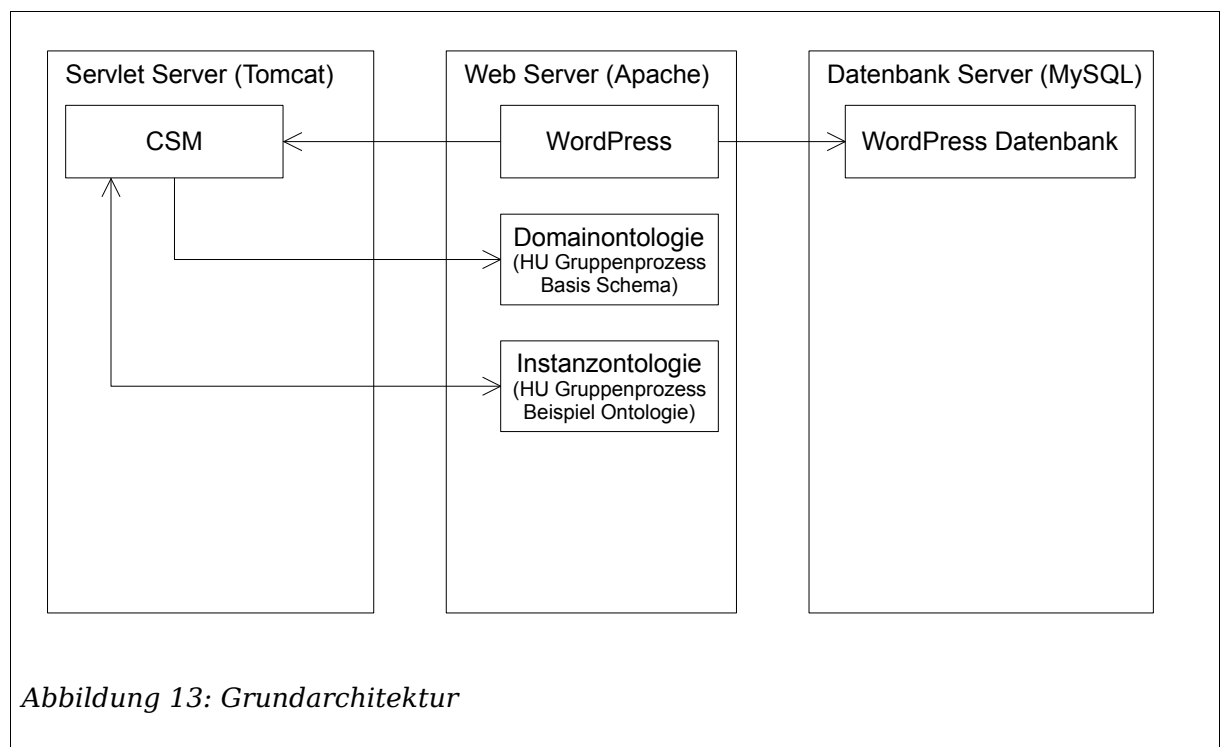 Servlet Server (Tomcat)
CSM
Web Server (Apache)
WordPress
Domainontologie
(HU Gruppenprozess
Basis Schema)
Instanzontologie
(HU Gruppenprozess
Beispiel Ontologie)
Datenbank Server (MySQL)
WordPress Datenbank
Abbildung 13: Grundarchitektur